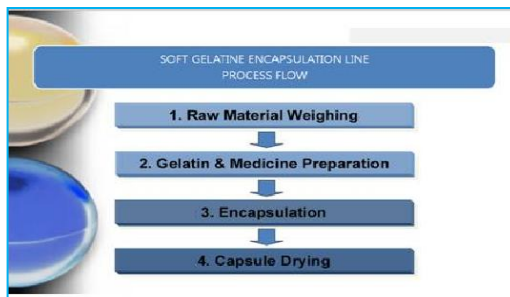 SOFT GELATINE ENCAPSULATION LINE
PROCESS FLOW
1. Raw Material Weighing
2. Gelatin & Medicine Preparation
3. Encapsulation
4. Capsule Drying